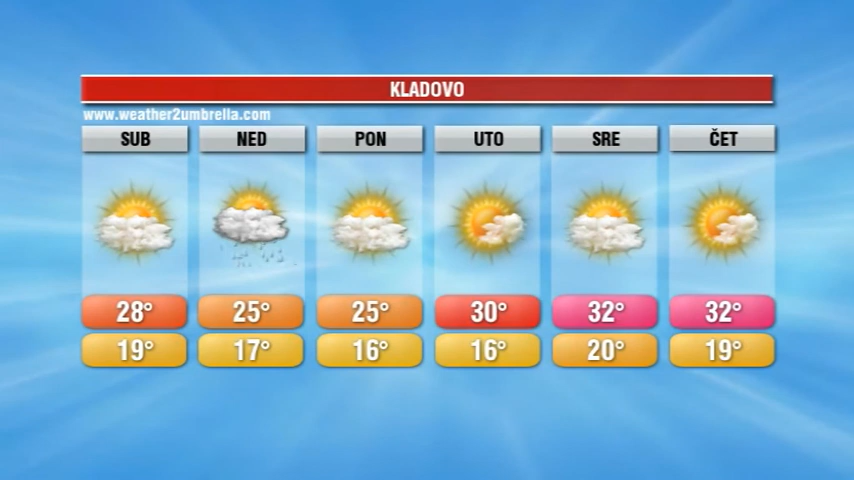 KLADOVO
www.weather2umbrella.com
SUB NED PON UTO SRE ČET
28° 25° 25° 30° 32° 32°
19° 17° 16° 16° 20° 19°